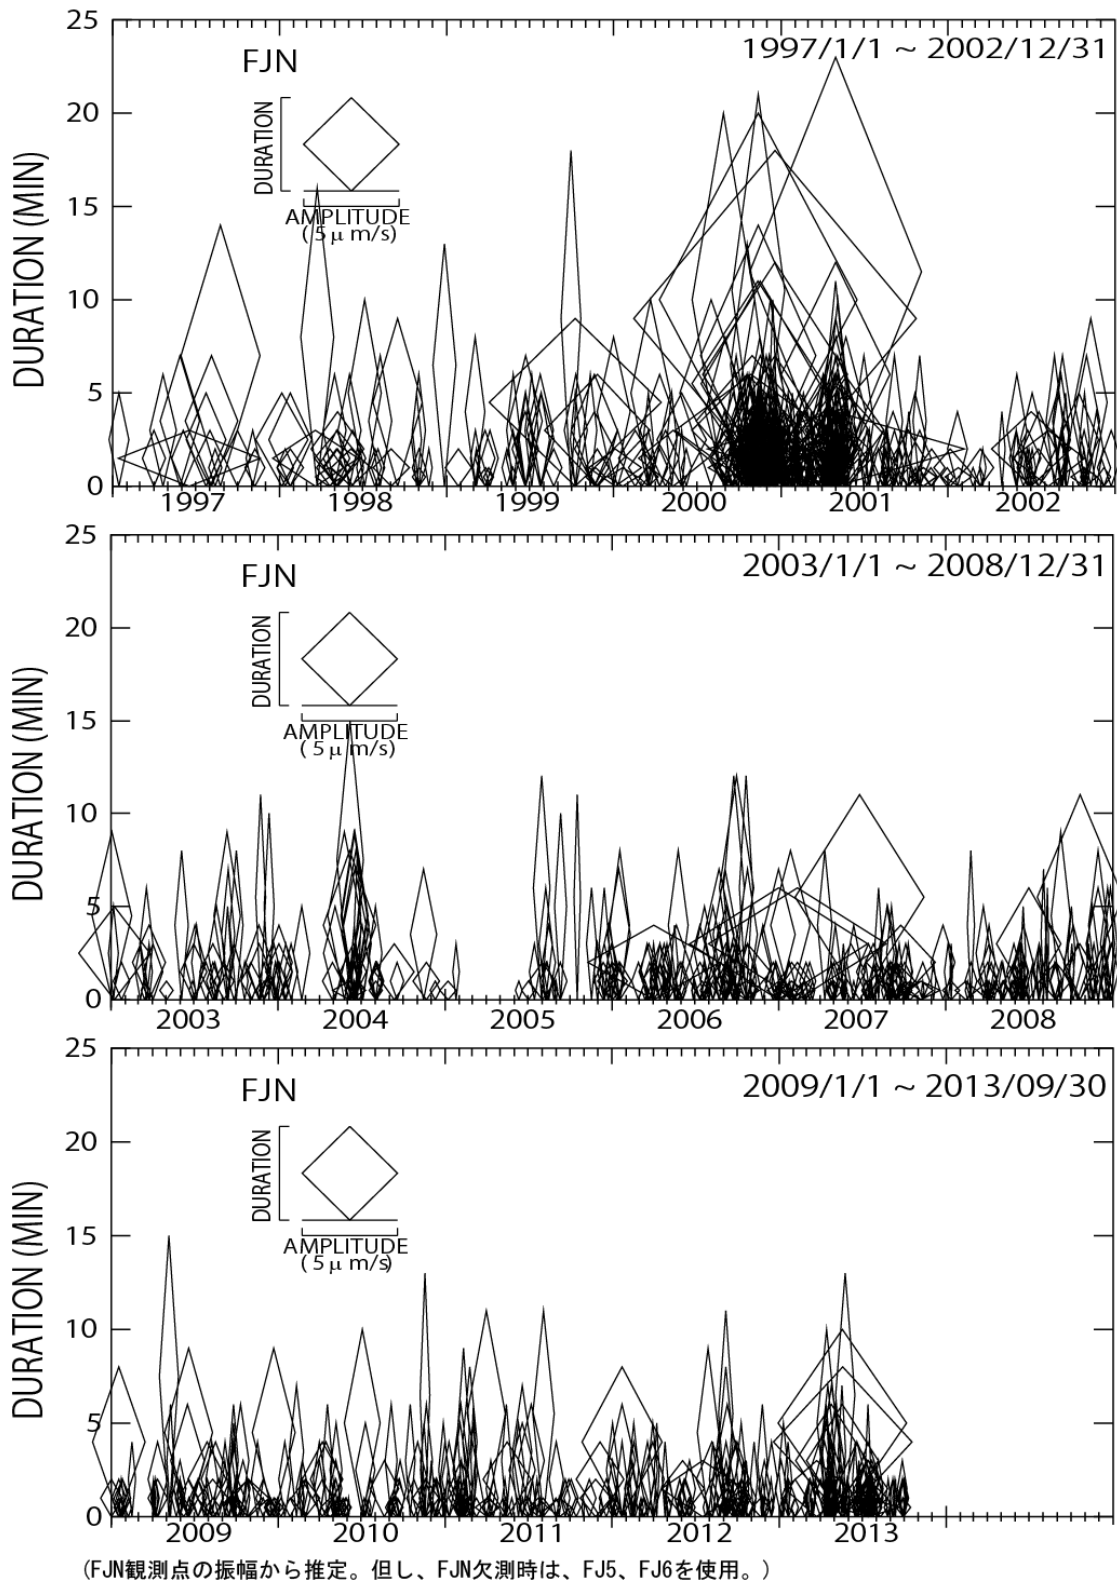 25
20
15
10
5
0
DURATION (MIN)
FJN
1997/1/1 ~ 2002/12/31
DURATION
AMPLITUDE
( 5 μ m/s)
1997 1998 1999 2000 2001 2002
25
20
15
10
5
0
DURATION (MIN)
FJN
2003/1/1 ~ 2008/12/31
DURATION
AMPLITUDE
( 5 μ m/s)
2003 2004 2005 2006 2007 2008
25
20
15
10
5
0
DURATION (MIN)
FJN
2009/1/1 ~ 2013/09/30
DURATION
AMPLITUDE
( 5 μ m/s)
2009 2010 2011 2012 2013
(FJN観測点の振幅から推定。但し、FJN欠測時は、FJ5、FJ6を使用。)